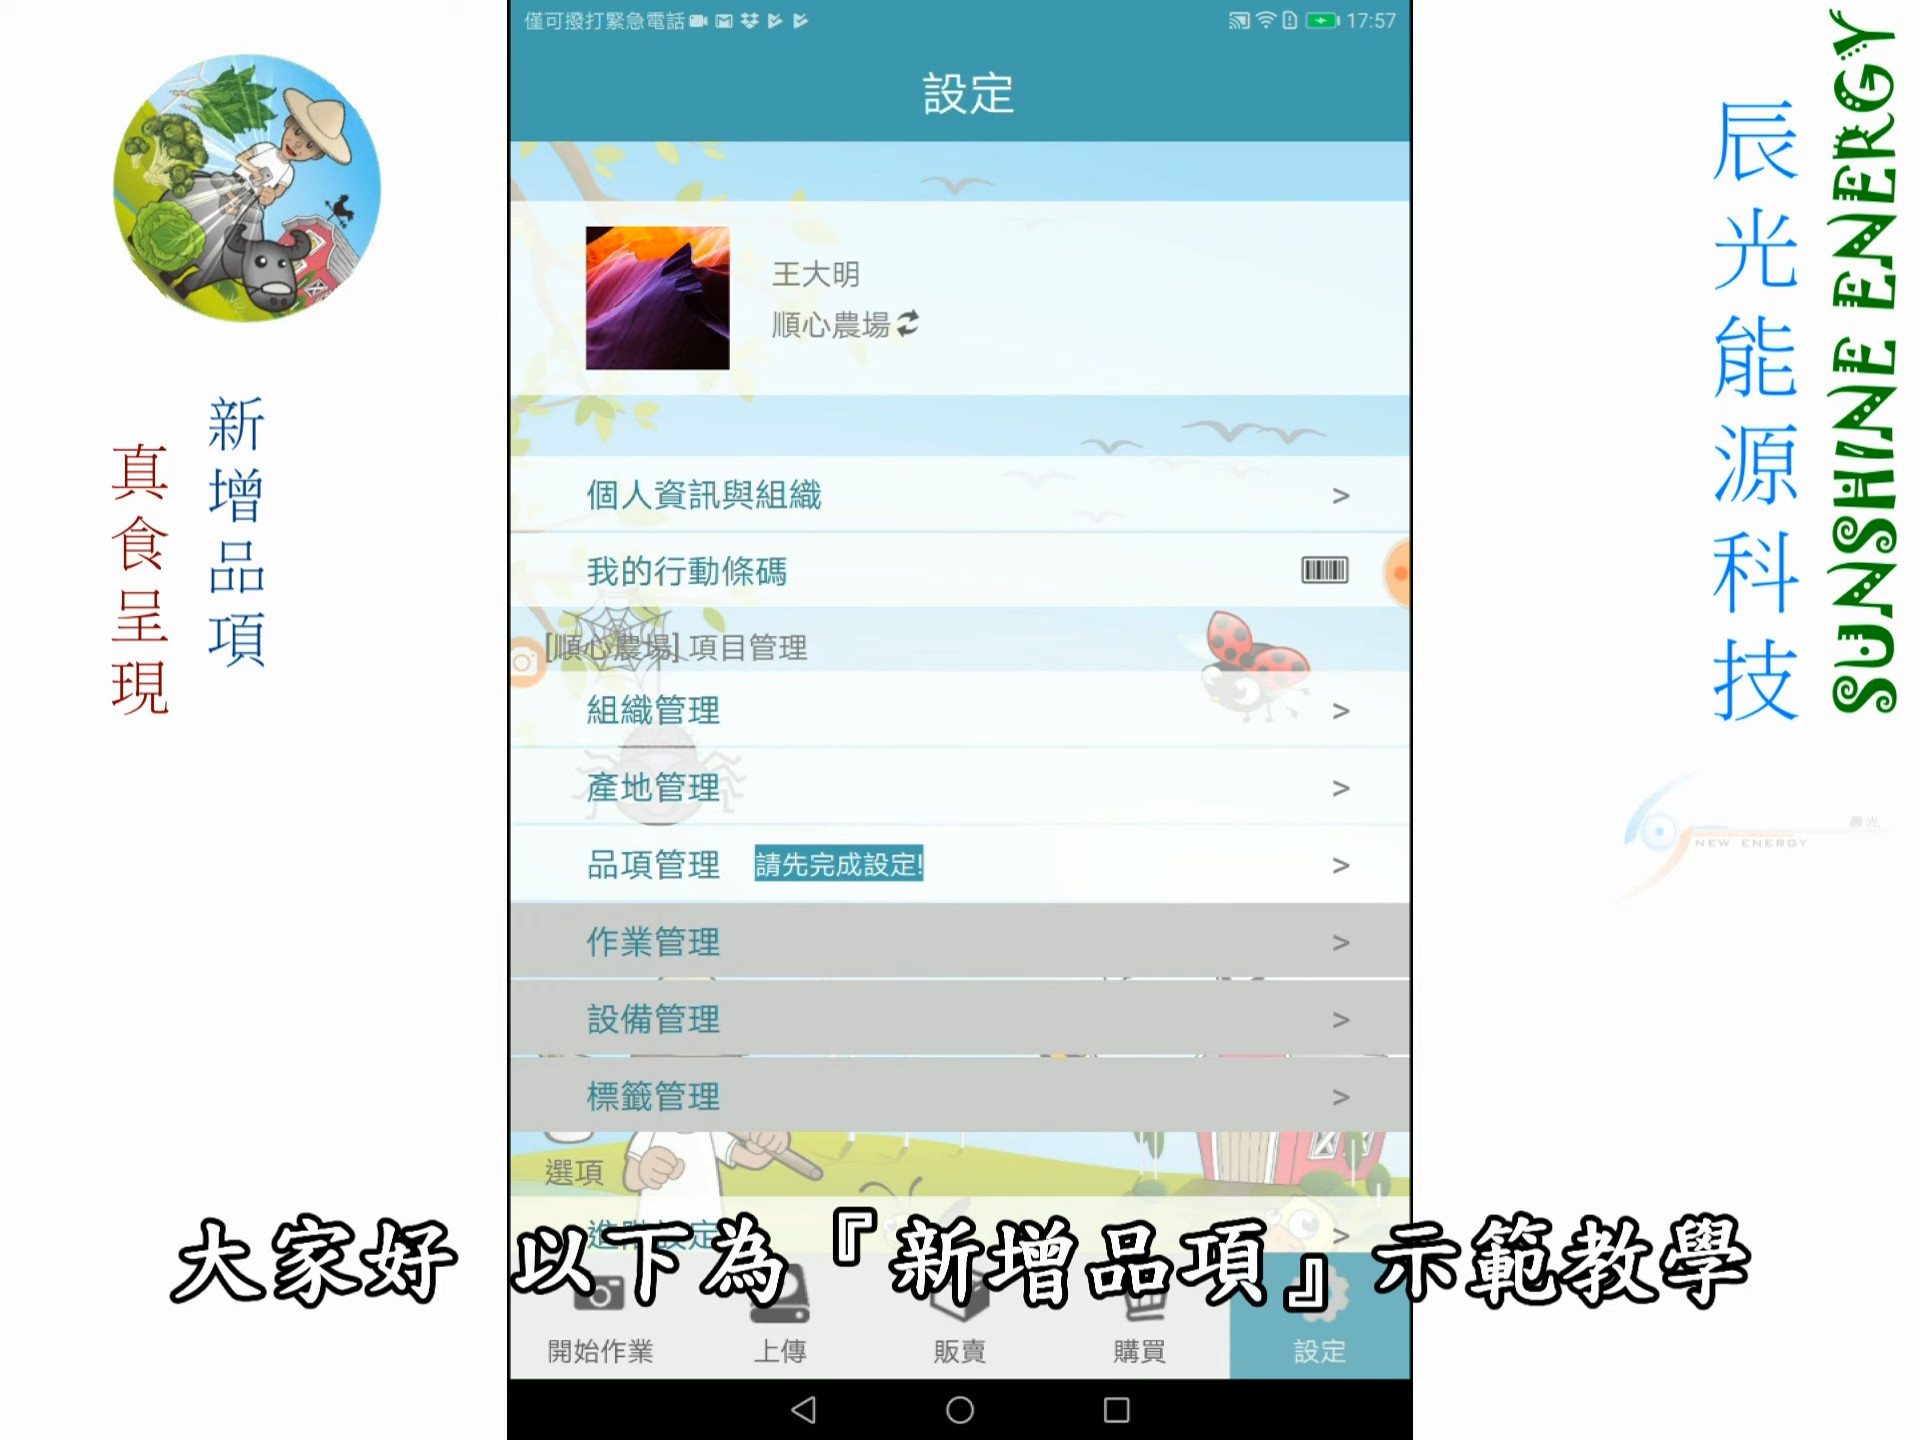 僅可撥打緊急電話
17:57
設定
王大明
順心農場
個人資訊與組織
>
我的行動條碼
[順心農場] 項目管理
組織管理
>
產地管理
>
品項管理
請先完成設定!
>
作業管理
>
設備管理
>
標籤管理
>
選項
進階設定
>
大家好 以下為『新增品項』示範教學
開始作業
上傳
販賣
購買
設定
新增品項
真食呈現
辰光能源科技
SUNSHINE ENERGY
晨光
NEW ENERGY